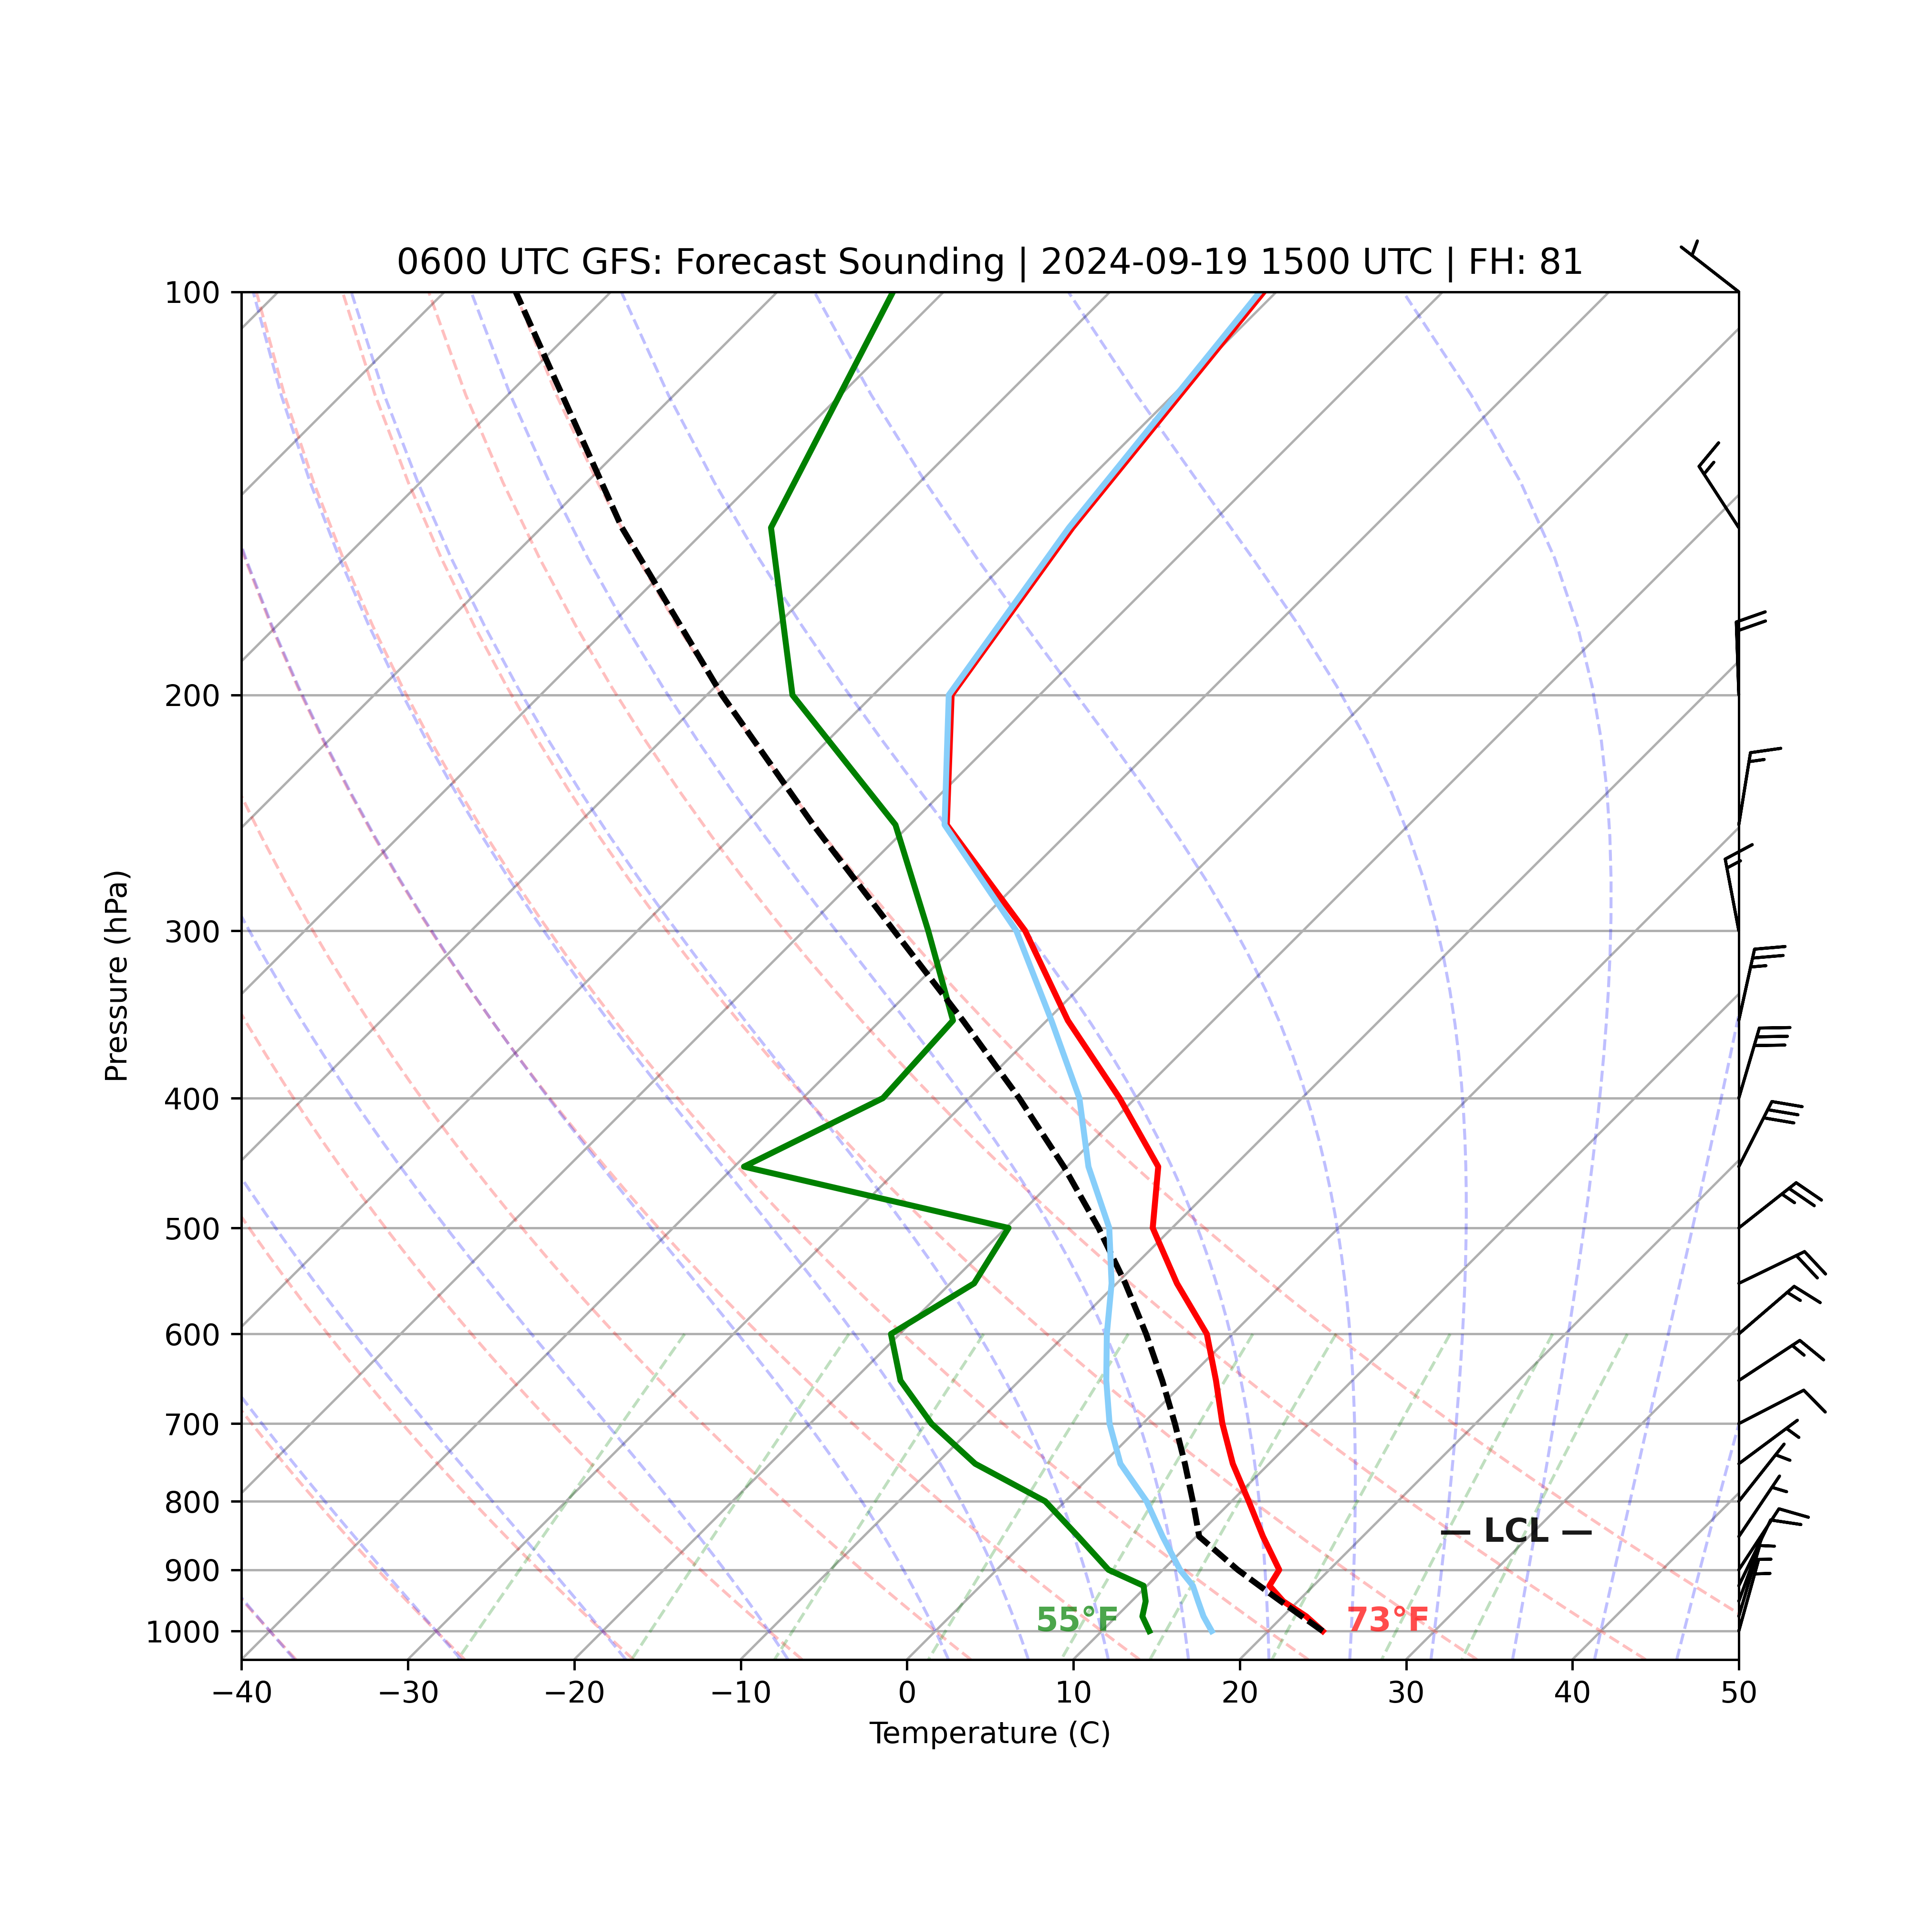 0600 UTC GFS: Forecast Sounding | 2024-09-19 1500 UTC | FH: 81
100
200
300
400
500
600
700
800
900
1000
Pressure (hPa)
— LCL —
55°F
73°F
−40 −30 −20 −10 0 10 20 30 40 50
Temperature (C)